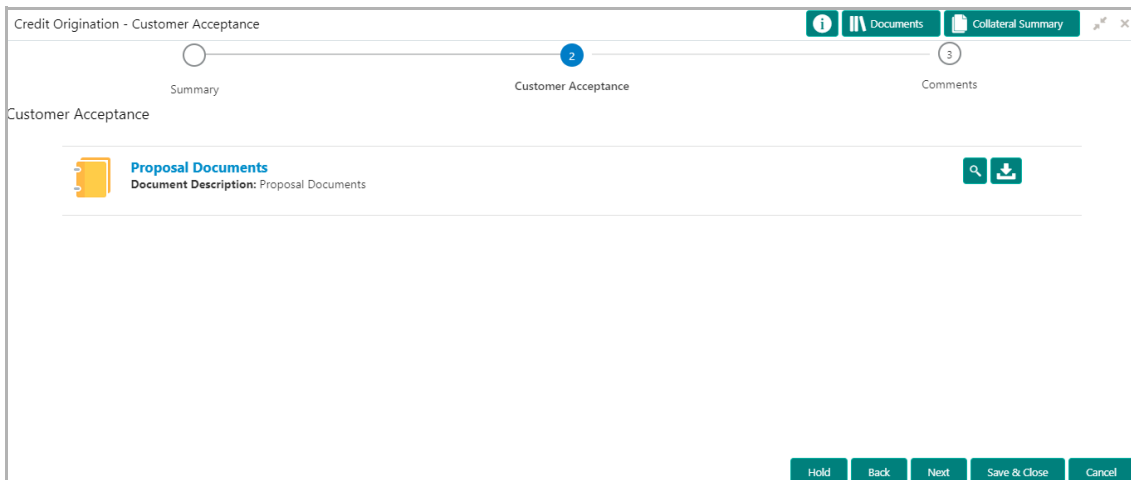 Credit Origination - Customer Acceptance
i Documents Collateral Summary
2 3
Summary Customer Acceptance Comments
Customer Acceptance
Proposal Documents
Document Description: Proposal Documents
Hold Back Next Save & Close Cancel